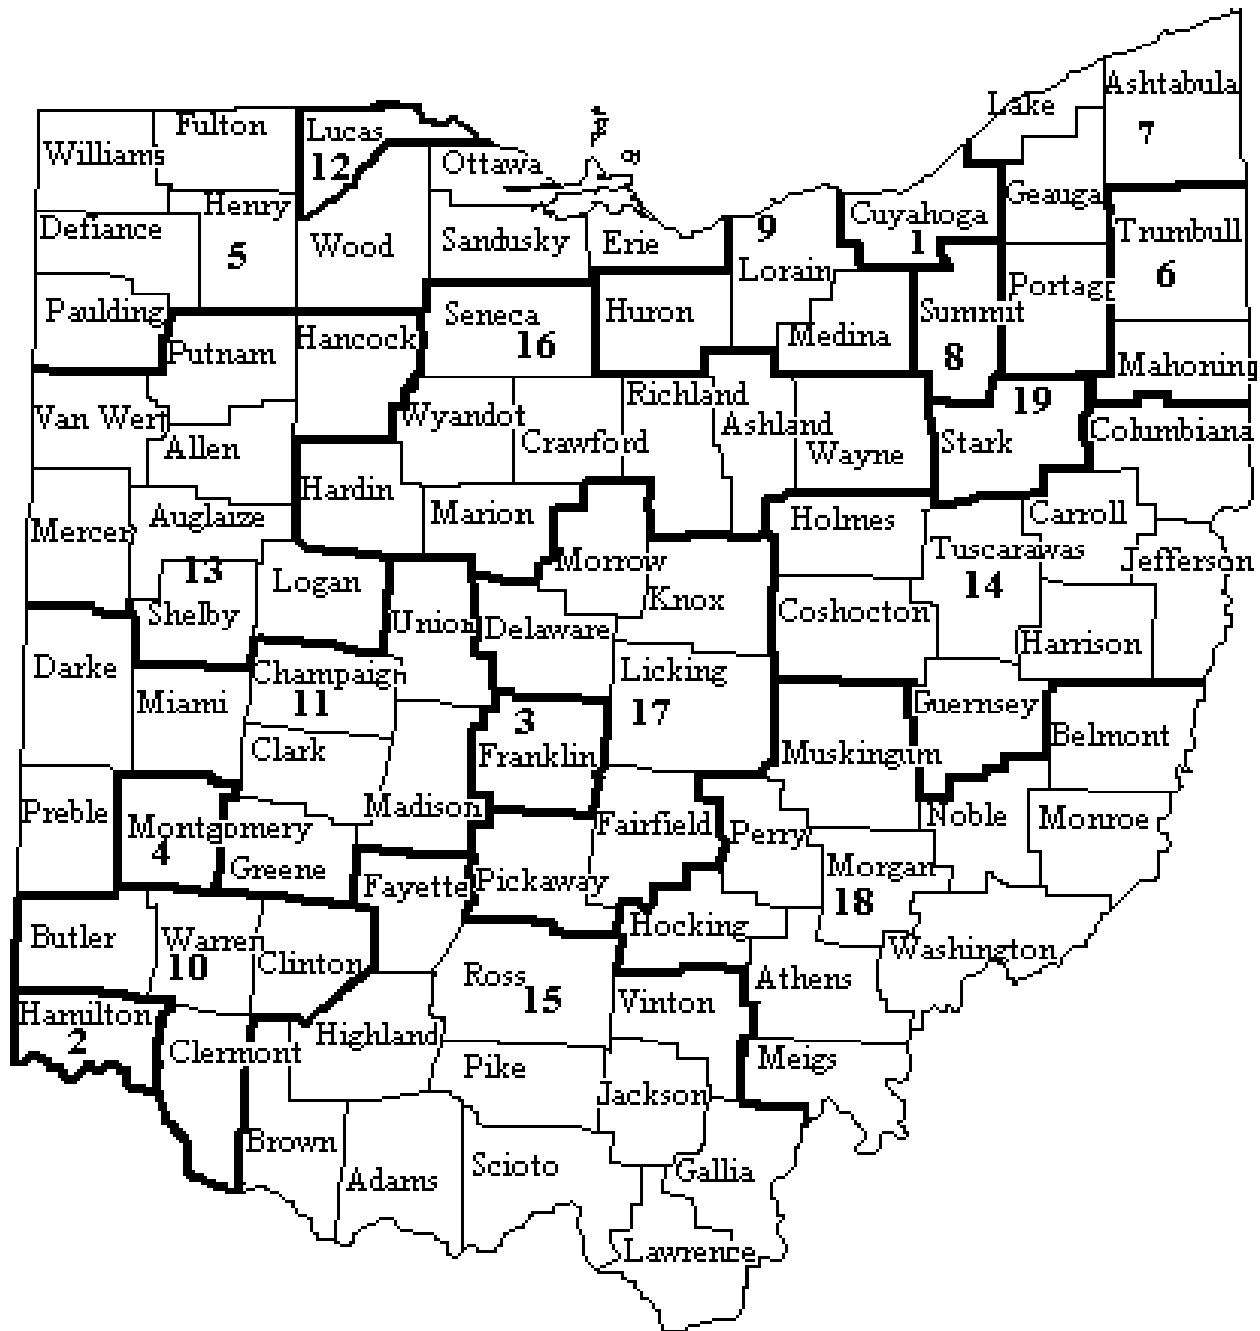 Ashtabula
Lake
7
Fulton
Lucas
Williams
12
Ottawa
Geauga
Henry
Cuyahoga
Defiance
9
Trumbull
Wood
Sandusky
Erie
1
5
Lorain
6
Portage
Paulding
Seneca
Huron
Summit
Hancock
Medina
16
Putnam
8
Mahoning
Richland
19
Van Wert
Wyandot
Ashland
Columbiana
Crawford
Stark
Allen
Wayne
Hardin
Marion
Holmes
Carroll
Auglaize
Mercer
Tuscarawas
Morrow
Jefferson
13
Logan
14
Knox
Shelby
Union
Delaware
Coshocton
Harrison
Darke
Champaign
Licking
Miami
11
17
Guernsey
3
Belmont
Clark
Franklin
Muskingum
Madison
Preble
Montgomery
Fairfield
Perry
Noble
Monroe
4
Greene
Morgan
Fayette
Pickaway
18
Butler
Warren
Hocking
Washington
10
Clinton
Ross
Athens
15
Vinton
Hamilton
Highland
2
Clermont
Meigs
Pike
Jackson
Brown
Scioto
Gallia
Adams
Lawrence